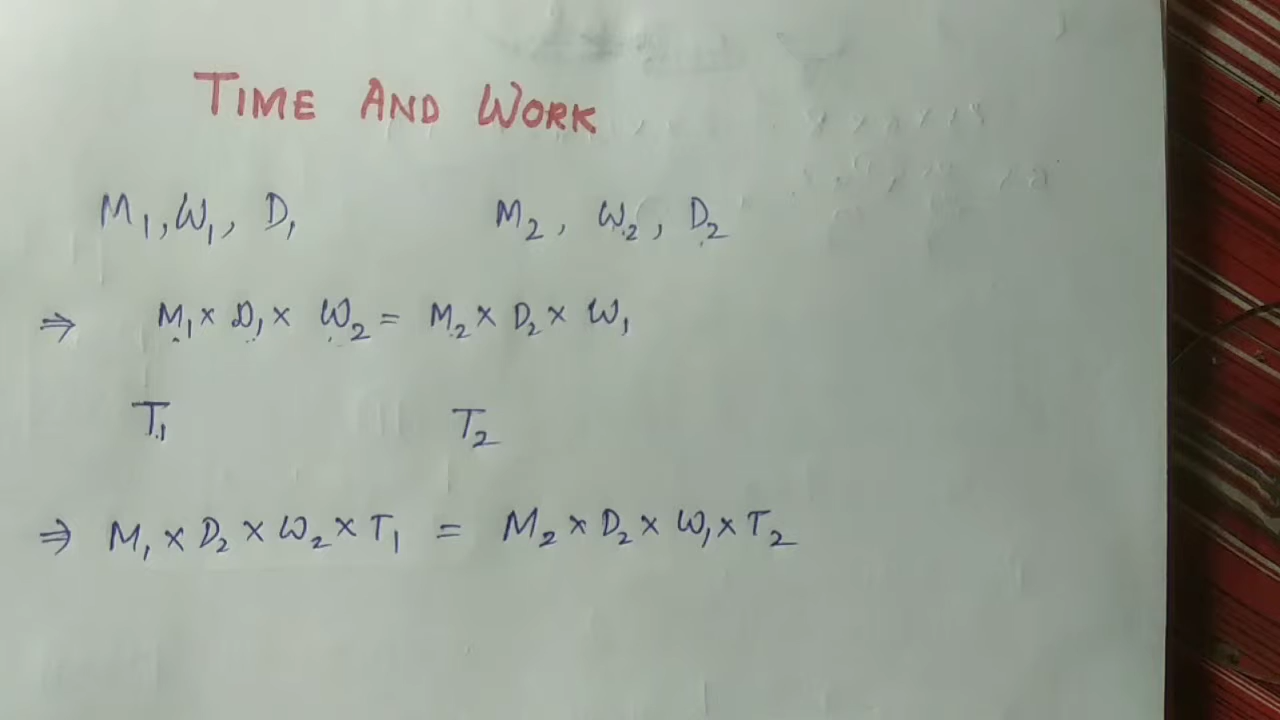 TIME AND WORK
M₁, W₁, D₁ M₂, W₂, D₂
⇒ M₁ × D₁ × W₂ = M₂ × D₂ × W₁
T₁ T₂
⇒ M₁ × D₂ × W₂ × T₁ = M₂ × D₂ × W₁ × T₂